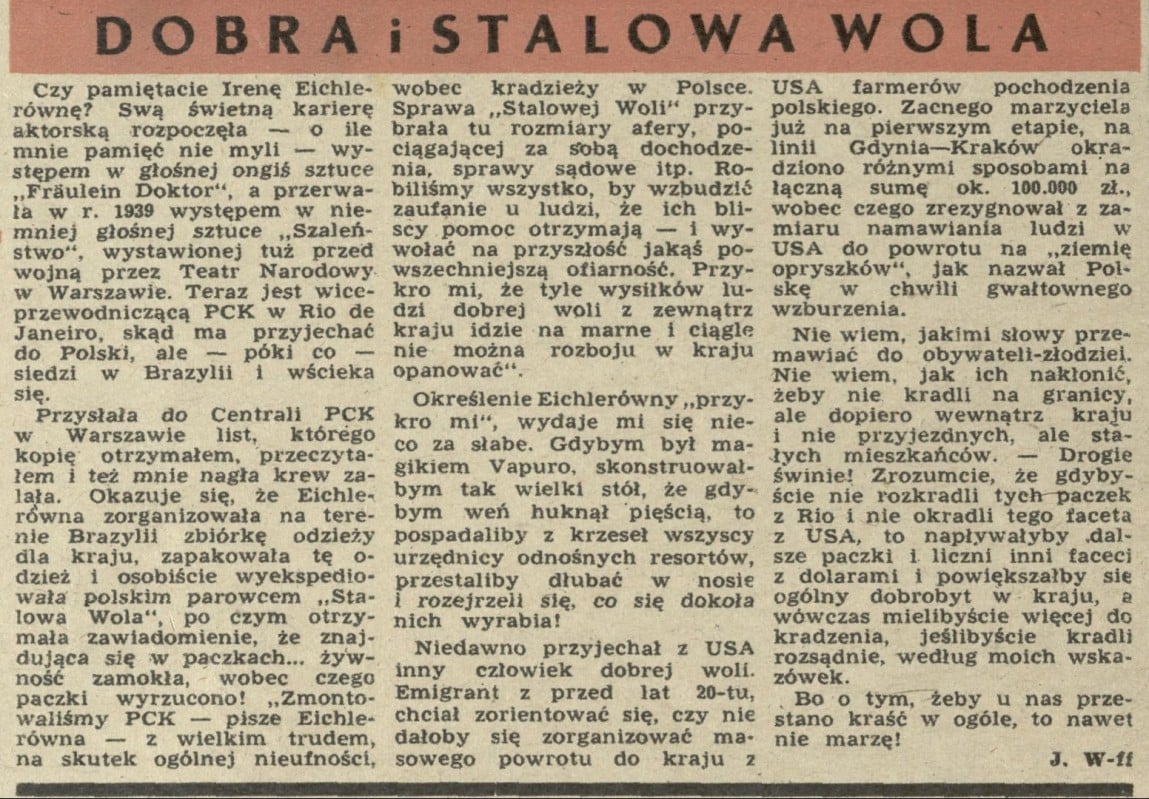 DOBRA i STALOWA WOLA
Czy pamiętacie Irenę Eichle-
równę? Swą świetną karierę
aktorską rozpoczęła — o ile
mnie pamięć nie myli — wy-
stępem w głośnej ongiś sztuce
„Fräulein Doktor“, a przerwa-
ła w r. 1939 występem w nie-
mniej głośnej sztuce „Szaleń-
stwo“, wystawionej tuż przed
wojną przez Teatr Narodowy
w Warszawie. Teraz jest wice-
przewodniczącą PCK w Rio de
Janeiro, skąd ma przyjechać
do Polski, ale — póki co —
siedzi w Brazylii i wścieka
się.
Przysłała do Centrali PCK
w Warszawie list, którego
kopię otrzymałem, przeczyta-
łem i też mnie nagła krew za-
lała. Okazuje się, że Eichle-
równa zorganizowała na tere-
nie Brazylii zbiórkę odzieży
dla kraju, zapakowała tę o-
dzież i osobiście wyekspedio-
wała polskim parowcem „Sta-
lowa Wola“, po czym otrzy-
mała zawiadomienie, że znaj-
dująca się w paczkach... żyw-
ność zamokła, wobec czego
paczki wyrzucono! „Zmonto-
waliśmy PCK — pisze Eichle-
równa — z wielkim trudem,
na skutek ogólnej nieufności,
wobec kradzieży w Polsce.
Sprawa „Stalowej Woli“ przy-
brała tu rozmiary afery, po-
ciągającej za sobą dochodze-
nia, sprawy sądowe itp. Ro-
biliśmy wszystko, by wzbudzić
zaufanie u ludzi, że ich bli-
scy pomoc otrzymają — i wy-
wołać na przyszłość jakąś po-
wszechniejszą ofiarność. Przy-
kro mi, że tyle wysiłków lu-
dzi dobrej woli z zewnątrz
kraju idzie na marne i ciągle
nie można rozboju w kraju
opanować“.
Określenie Eichlerówny „przy-
kro mi“, wydaje mi się nie-
co za słabe. Gdybym był ma-
gikiem Vapuro, skonstruował-
bym tak wielki stół, że gdy-
bym weń huknął pięścią, to
pospadaliby z krzeseł wszyscy
urzędnicy odnośnych resortów,
przestaliby dłubać w nosie
i rozejrzeli się, co się dokoła
nich wyrabia!
Niedawno przyjechał z USA
inny człowiek dobrej woli.
Emigrant z przed lat 20-tu,
chciał zorientować się, czy nie
dałoby się zorganizować ma-
sowego powrotu do kraju z
USA farmerów pochodzenia
polskiego. Zacnego marzyciela
już na pierwszym etapie, na
linii Gdynia—Kraków okra-
dziono różnymi sposobami na
łączną sumę ok. 100.000 zł.,
wobec czego zrezygnował z za-
miaru namawiania ludzi w
USA do powrotu na „ziemię
opryszków“, jak nazwał Pol-
skę w chwili gwałtownego
wzburzenia.
Nie wiem, jakimi słowy prze-
mawiać do obywateli-złodziei.
Nie wiem, jak ich nakłonić,
żeby nie kradli na granicy,
ale dopiero wewnątrz kraju
i nie przyjezdnych, ale sta-
łych mieszkańców. — Drogie
świnie! Zrozumcie, że gdyby-
ście nie rozkradli tych paczek
z Rio i nie okradli tego faceta
z USA, to napływałyby dal-
sze paczki i liczni inni faceci
z dolarami i powiększałby się
ogólny dobrobyt w kraju, a
wówczas mielibyście więcej do
kradzenia, jeślibyście kradli
rozsądnie, według moich wska-
zówek.
Bo o tym, żeby u nas prze-
stano kraść w ogóle, to nawet
nie marzę!
J. W-ff